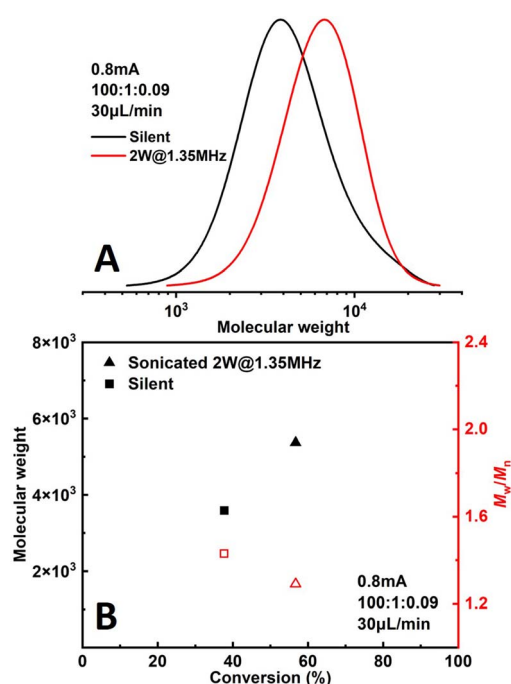 0.8mA
100:1:0.09
30μL/min
Silent
2W@1.35MHz
A
10³
10⁴
Molecular weight
8×10³
6×10³
4×10³
2×10³
Molecular weight
Sonicated 2W@1.35MHz
Silent
2.4
2.0
1.6
1.2
Mw/Mn
B
0.8mA
100:1:0.09
30μL/min
0 20 40 60 80 100
Conversion (%)